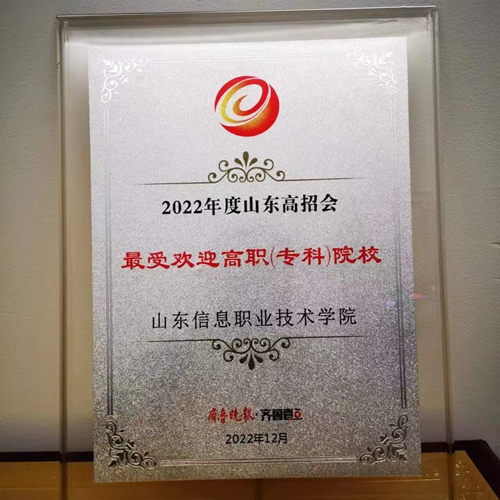 2022年度山东高招会
最受欢迎高职(专科)院校
山东信息职业技术学院
齐鲁晚报·齐鲁壹点
2022年12月